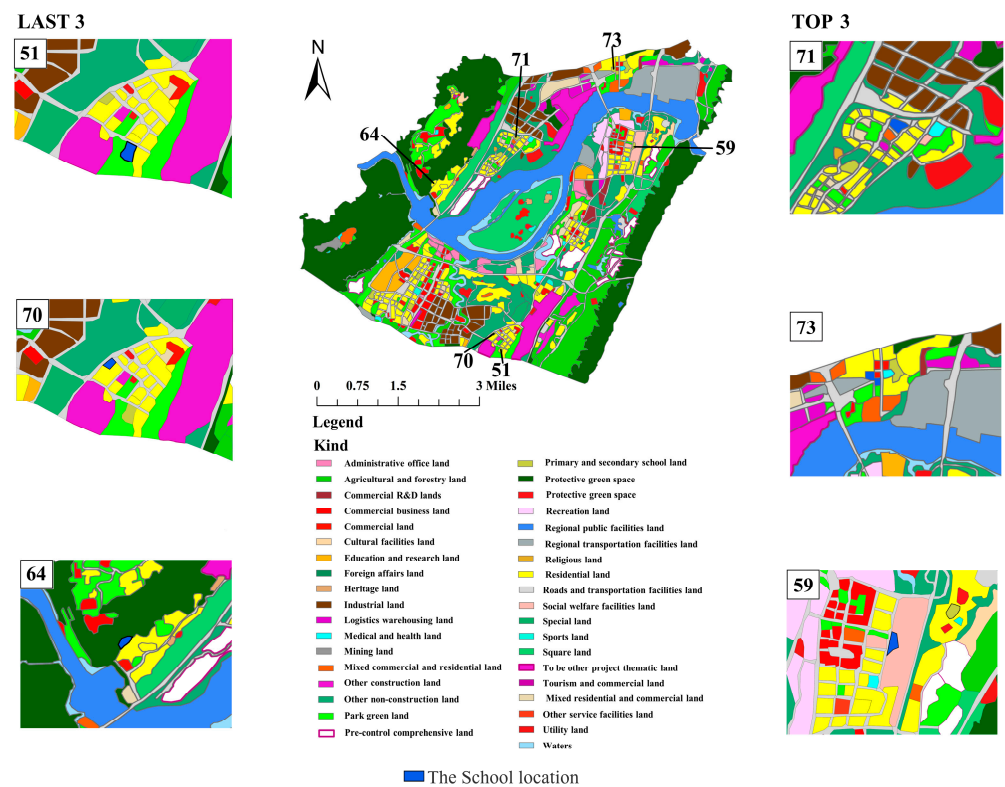 LAST 3
TOP 3
51
71
N
73
71
64
59
70
73
70
51
0 0.75 1.5 3 Miles
Legend
Kind
Administrative office land
Agricultural and forestry land
Commercial R&D lands
Commercial business land
Commercial land
Cultural facilities land
Education and research land
Foreign affairs land
Heritage land
Industrial land
Logistics warehousing land
Medical and health land
Mining land
Mixed commercial and residential land
Other construction land
Other non-construction land
Park green land
Pre-control comprehensive land
Primary and secondary school land
Protective green space
Protective green space
Recreation land
Regional public facilities land
Regional transportation facilities land
Religious land
Residential land
Roads and transportation facilities land
Social welfare facilities land
Special land
Sports land
Square land
To be other project thematic land
Tourism and commercial land
Mixed residential and commercial land
Other service facilities land
Utility land
Waters
64
59
The School location